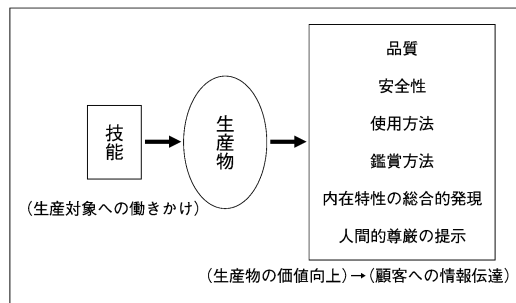 技能
(生産対象への働きかけ)
生産物
品質
安全性
使用方法
鑑賞方法
内在特性の総合的発現
人間的尊厳の提示
(生産物の価値向上)→(顧客への情報伝達)